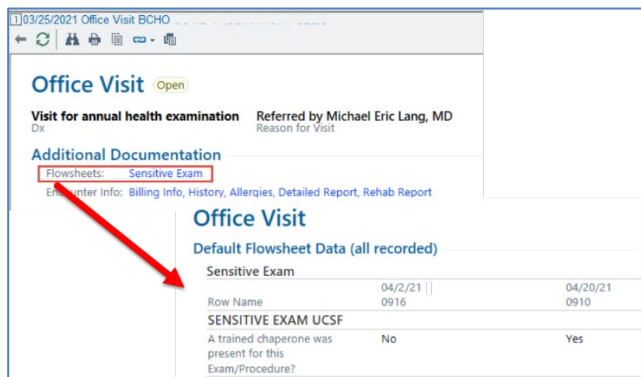 1 03/25/2021 Office Visit BCHO
Office Visit Open
Visit for annual health examination Referred by Michael Eric Lang, MD
Dx Reason for Visit
Additional Documentation
Flowsheets: Sensitive Exam
Encounter Info: Billing Info, History, Allergies, Detailed Report, Rehab Report
Office Visit
Default Flowsheet Data (all recorded)
Sensitive Exam
04/2/21 04/20/21
Row Name 0916 0910
SENSITIVE EXAM UCSF
A trained chaperone was No Yes
present for this
Exam/Procedure?